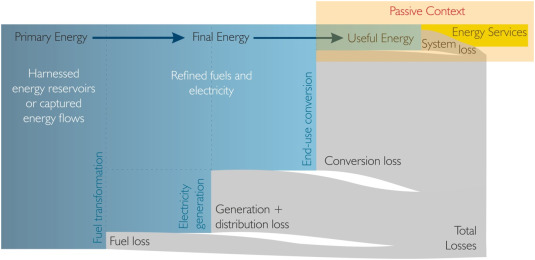 Passive Context
Primary Energy
Final Energy
Useful Energy
Energy Services
System
loss
Harnessed
energy reservoirs
or captured
energy flows
Refined fuels and
electricity
End-use conversion
Conversion loss
Fuel transformation
Electricity
generation
Generation +
distribution loss
Fuel loss
Total
Losses